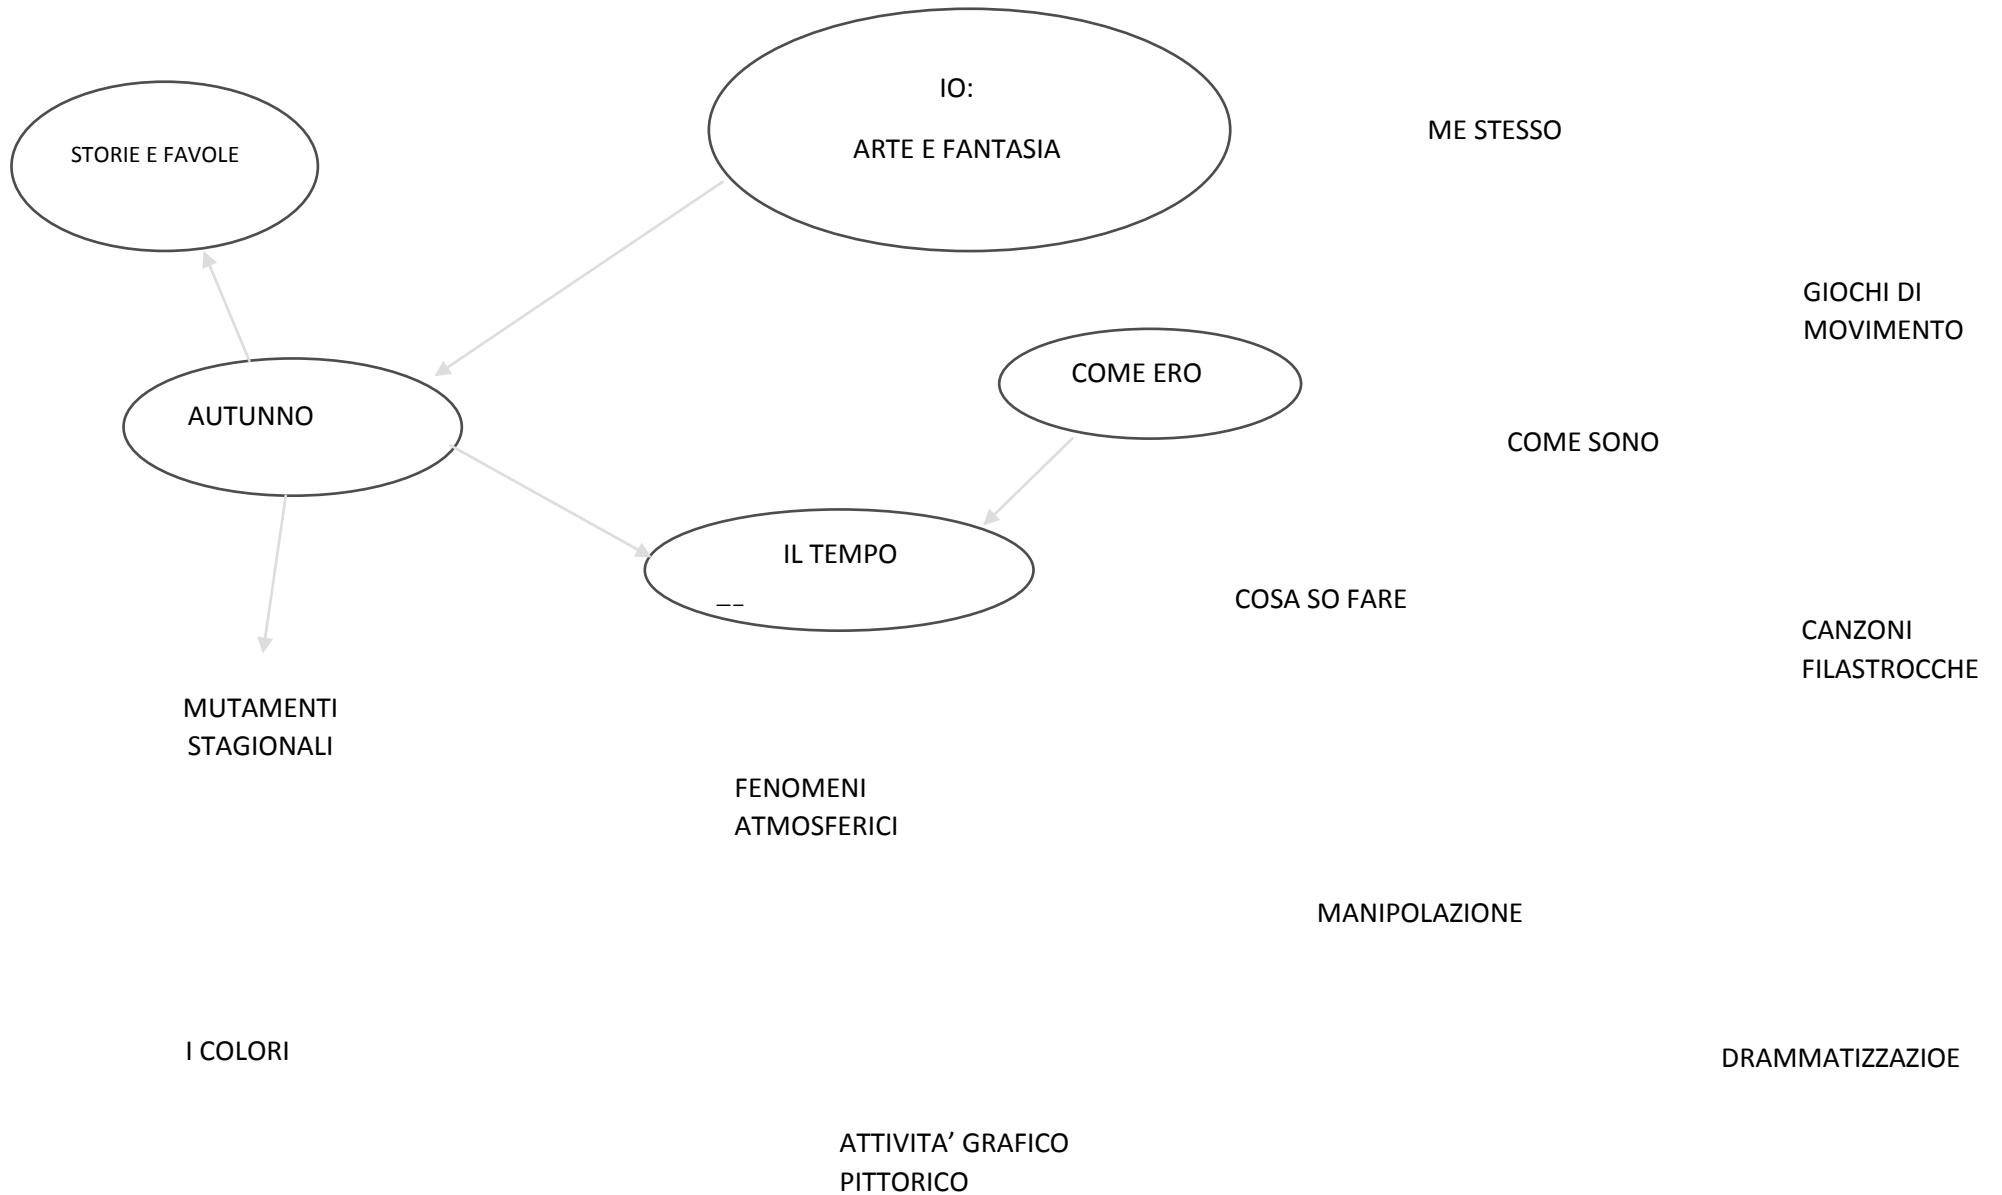 IO:
ARTE E FANTASIA
ME STESSO
STORIE E FAVOLE
GIOCHI DI
MOVIMENTO
COME ERO
AUTUNNO
COME SONO
IL TEMPO
COSA SO FARE
CANZONI
FILASTROCCHE
MUTAMENTI
STAGIONALI
FENOMENI
ATMOSFERICI
MANIPOLAZIONE
I COLORI
DRAMMATIZZAZIOE
ATTIVITA’ GRAFICO
PITTORICO